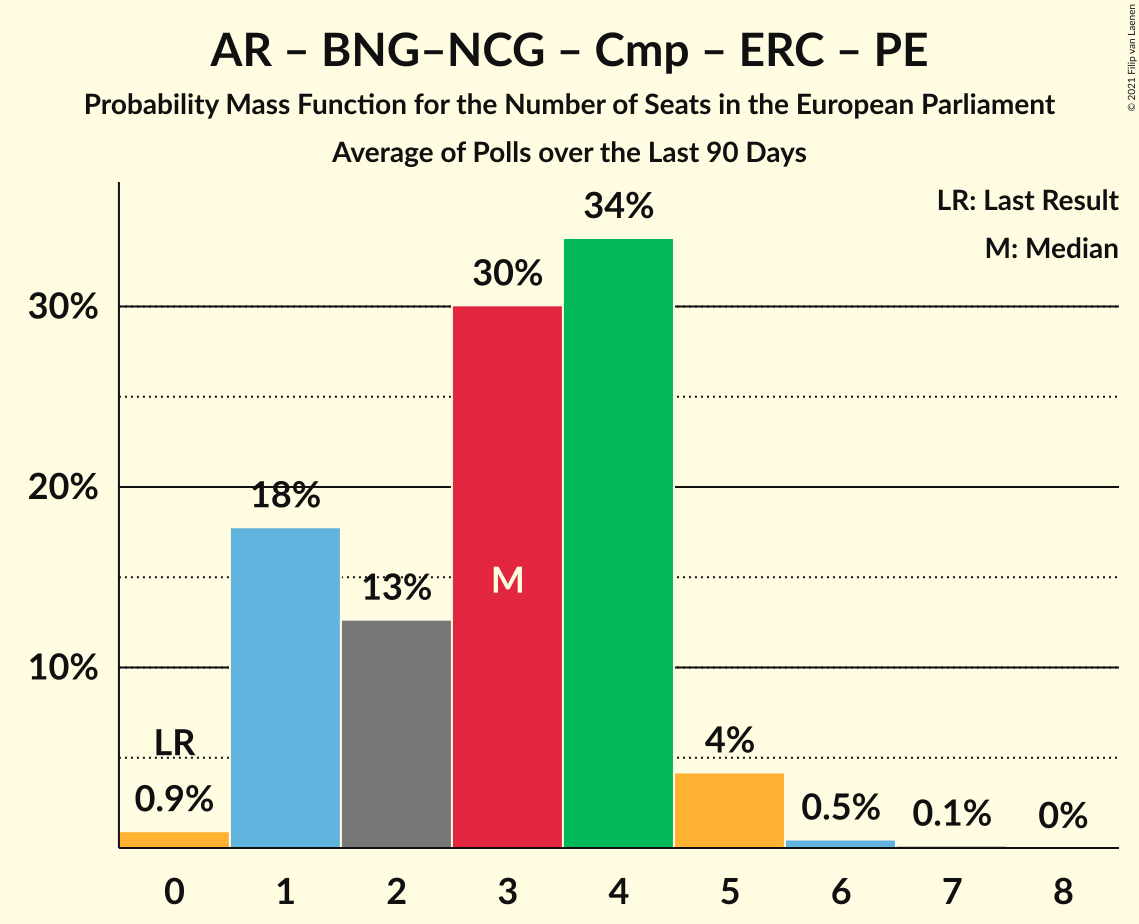 AR – BNG–NCG – Cmp – ERC – PE
Probability Mass Function for the Number of Seats in the European Parliament
Average of Polls over the Last 90 Days
© 2021 Filip van Laenen
LR: Last Result
M: Median
34%
30%
30%
20%
18%
13%
M
10%
LR
4%
0.9%
0.5%
0.1%
0%
0 1 2 3 4 5 6 7 8